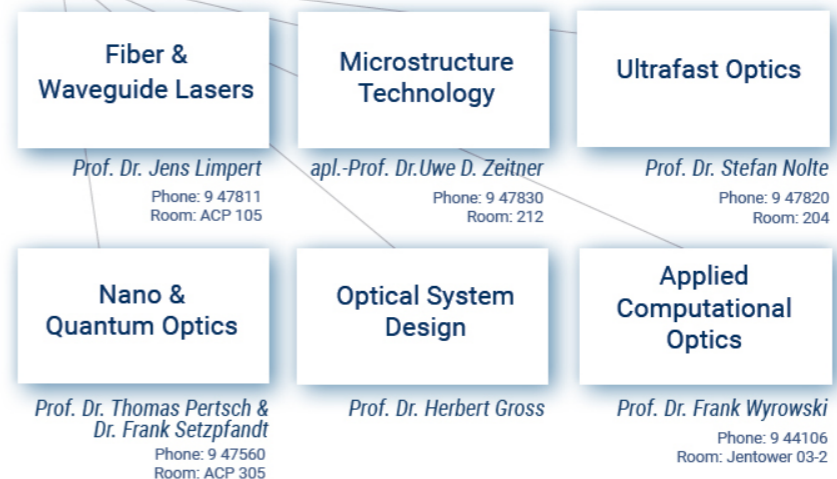 Fiber &
Waveguide Lasers
Prof. Dr. Jens Limpert
Phone: 9 47811
Room: ACP 105
Microstructure
Technology
apl.-Prof. Dr.Uwe D. Zeitner
Phone: 9 47830
Room: 212
Ultrafast Optics
Prof. Dr. Stefan Nolte
Phone: 9 47820
Room: 204
Nano &
Quantum Optics
Prof. Dr. Thomas Pertsch &
Dr. Frank Setzpfandt
Phone: 9 47560
Room: ACP 305
Optical System
Design
Prof. Dr. Herbert Gross
Applied
Computational
Optics
Prof. Dr. Frank Wyrowski
Phone: 9 44106
Room: Jentower 03-2